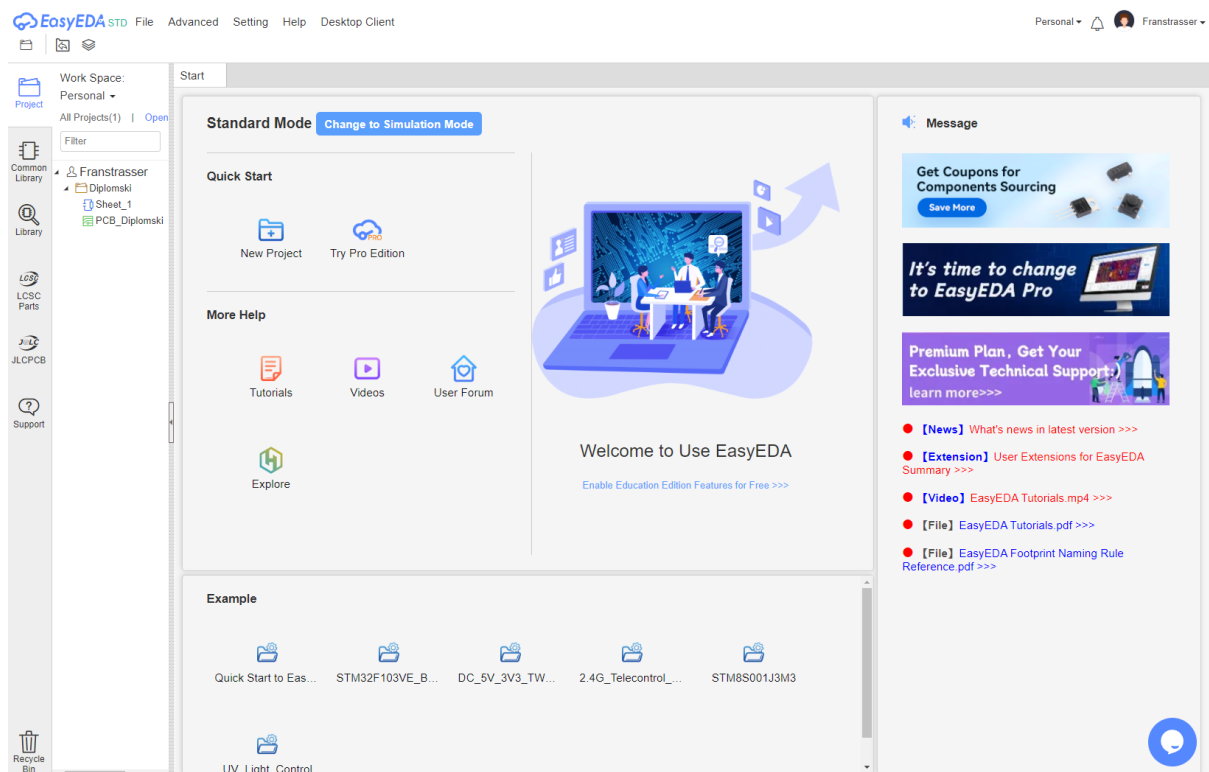 EasyEDA STD File Advanced Setting Help Desktop Client
Personal
Franstrasser
Project
Common
Library
Library
LCSC
LCSC
Parts
JLCPCB
Support
Recycle
Bin
Work Space:
Personal
All Projects(1) | Open
Filter
Franstrasser
Diplomski
Sheet_1
PCB_Diplomski
Start
Standard Mode Change to Simulation Mode
Quick Start
New Project Try Pro Edition
PRO
More Help
Tutorials Videos User Forum
Explore
Welcome to Use EasyEDA
Enable Education Edition Features for Free >>>
Example
Quick Start to Eas... STM32F103VE_B... DC_5V_3V3_TW... 2.4G_Telecontrol_... STM8S001J3M3
UV_Light_Control
Message
Get Coupons for
Components Sourcing
Save More
It's time to change
to EasyEDA Pro
Premium Plan, Get Your
Exclusive Technical Support:)
learn more>>>
【News】What's news in latest version >>>
【Extension】User Extensions for EasyEDA
Summary >>>
【Video】EasyEDA Tutorials.mp4 >>>
【File】EasyEDA Tutorials.pdf >>>
【File】EasyEDA Footprint Naming Rule
Reference.pdf >>>